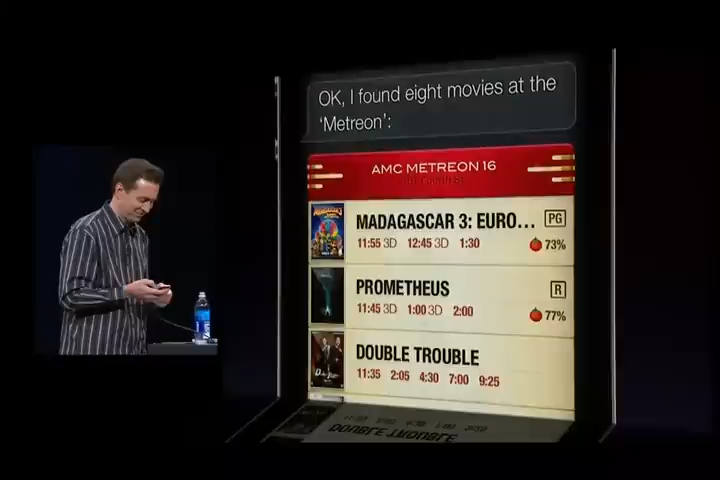 OK, I found eight movies at the
'Metreon':
AMC METREON 16
MADAGASCAR 3: EURO... PG
11:55 3D 12:45 3D 1:30 73%
PROMETHEUS R
11:45 3D 1:00 3D 2:00 77%
DOUBLE TROUBLE
11:35 2:05 4:30 7:00 9:25
DOUBLE TROUBLE